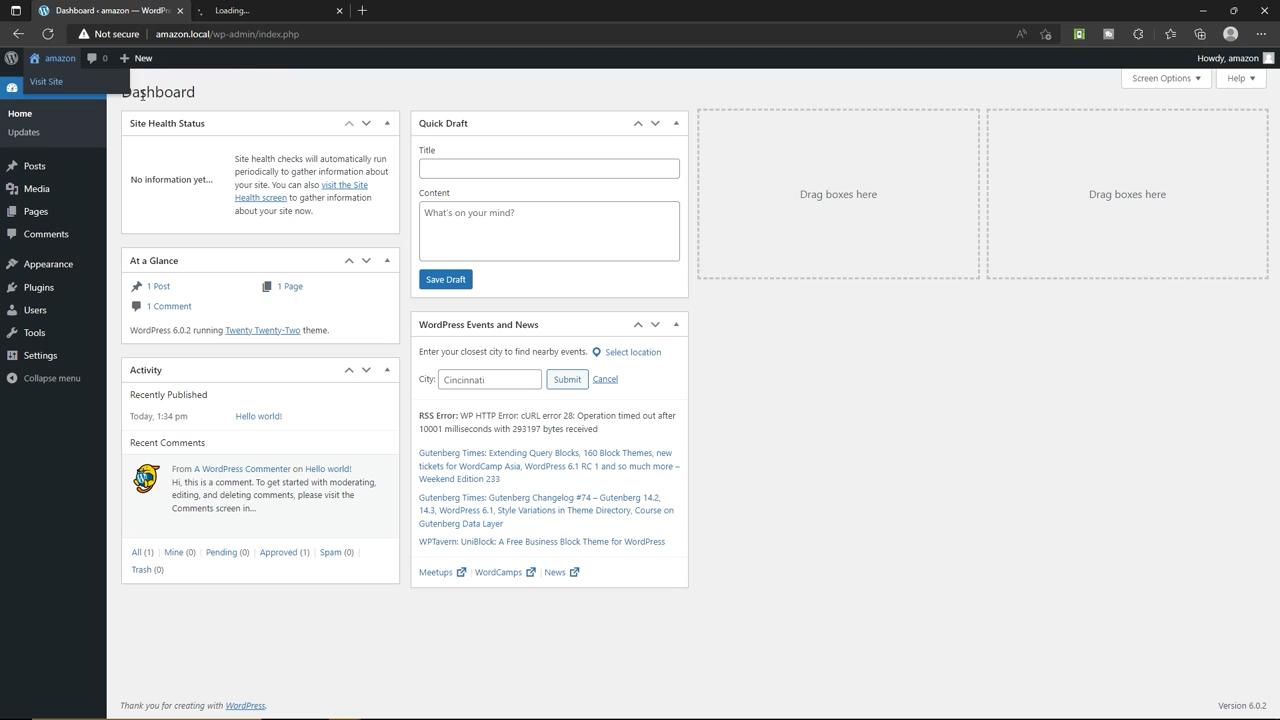 Dashboard ‹ amazon — WordPr
Loading...
Not secure
amazon.local/wp-admin/index.php
amazon
0
New
Howdy, amazon
Visit Site
Dashboard
Screen Options
Help
Home
Updates
Posts
Media
Pages
Comments
Appearance
Plugins
Users
Tools
Settings
Collapse menu
Site Health Status
No information yet...
Site health checks will automatically run
periodically to gather information about
your site. You can also visit the Site
Health screen to gather information
about your site now.
At a Glance
1 Post
1 Page
1 Comment
WordPress 6.0.2 running Twenty Twenty-Two theme.
Activity
Recently Published
Today, 1:34 pm
Hello world!
Recent Comments
From A WordPress Commenter on Hello world!
Hi, this is a comment. To get started with moderating,
editing, and deleting comments, please visit the
Comments screen in...
All (1) | Mine (0) | Pending (0) | Approved (1) | Spam (0) |
Trash (0)
Quick Draft
Title
Content
What's on your mind?
Save Draft
WordPress Events and News
Enter your closest city to find nearby events.
Select location
City:
Cincinnati
Submit
Cancel
RSS Error: WP HTTP Error: cURL error 28: Operation timed out after
10001 milliseconds with 293197 bytes received
Gutenberg Times: Extending Query Blocks, 160 Block Themes, new
tickets for WordCamp Asia, WordPress 6.1 RC 1 and so much more –
Weekend Edition 233
Gutenberg Times: Gutenberg Changelog #74 – Gutenberg 14.2,
14.3, WordPress 6.1, Style Variations in Theme Directory, Course on
Gutenberg Data Layer
WPTavern: UniBlock: A Free Business Block Theme for WordPress
Meetups | WordCamps | News
Drag boxes here
Drag boxes here
Thank you for creating with WordPress.
Version 6.0.2